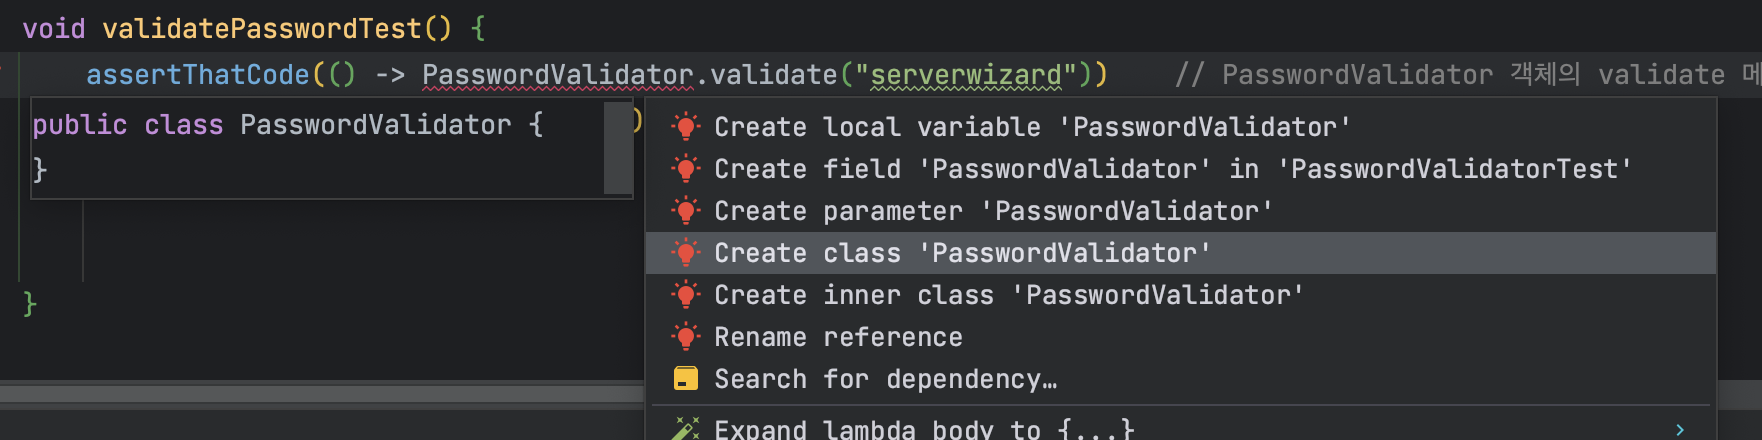 void validatePasswordTest() {
assertThatCode(() -> PasswordValidator.validate("serverwizard")) // PasswordValidator 객체의 validate 메
public class PasswordValidator {
}
)
Create local variable 'PasswordValidator'
Create field 'PasswordValidator' in 'PasswordValidatorTest'
Create parameter 'PasswordValidator'
Create class 'PasswordValidator'
Create inner class 'PasswordValidator'
Rename reference
Search for dependency…
Expand lambda body to {...}
}